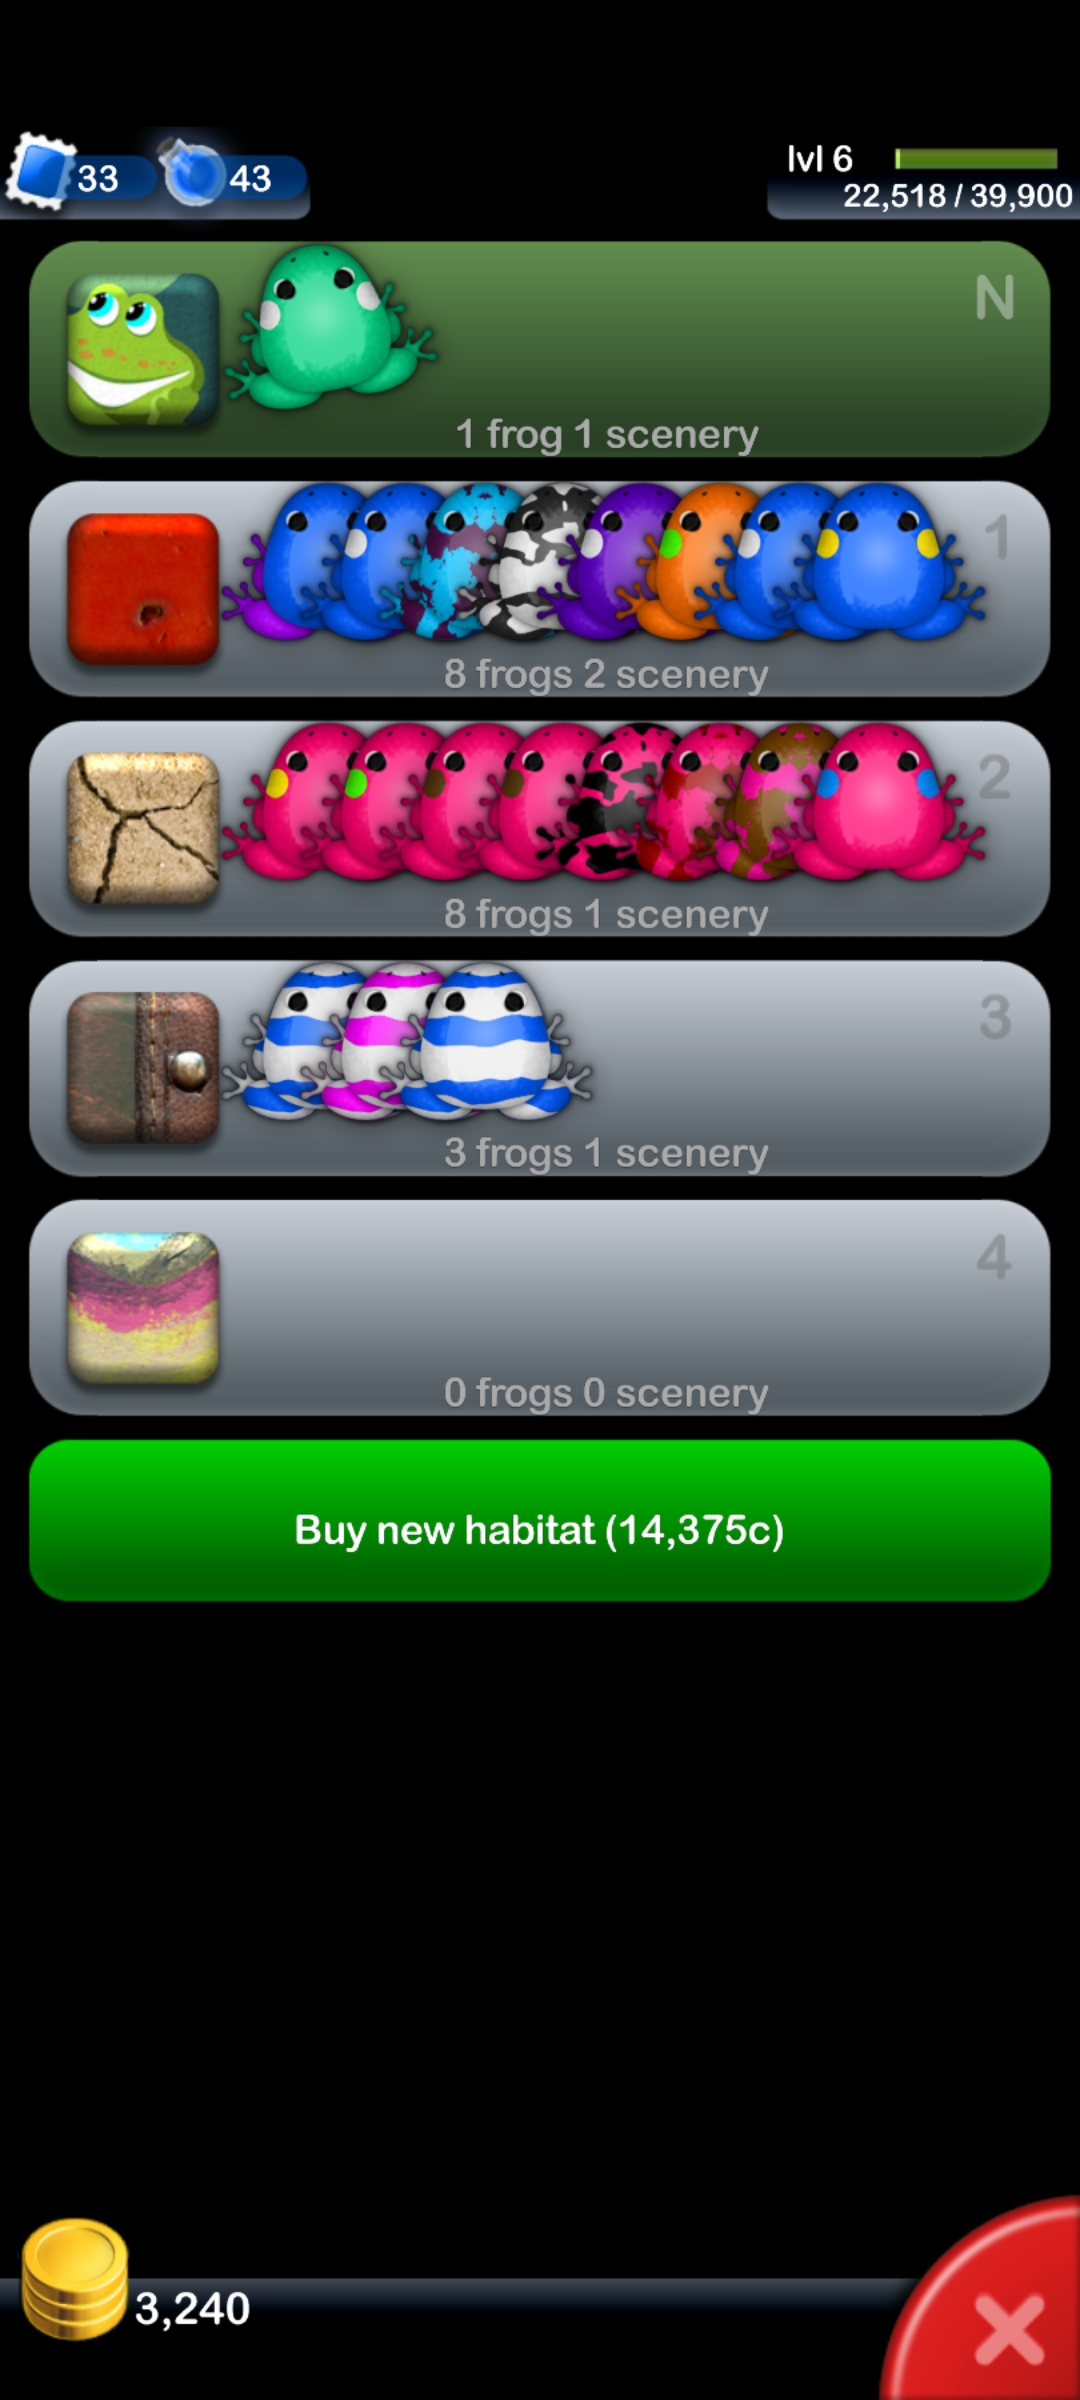 33
43
lvl 6
22,518 / 39,900
N
1 frog 1 scenery
1
8 frogs 2 scenery
2
8 frogs 1 scenery
3
3 frogs 1 scenery
4
0 frogs 0 scenery
Buy new habitat (14,375c)
3,240